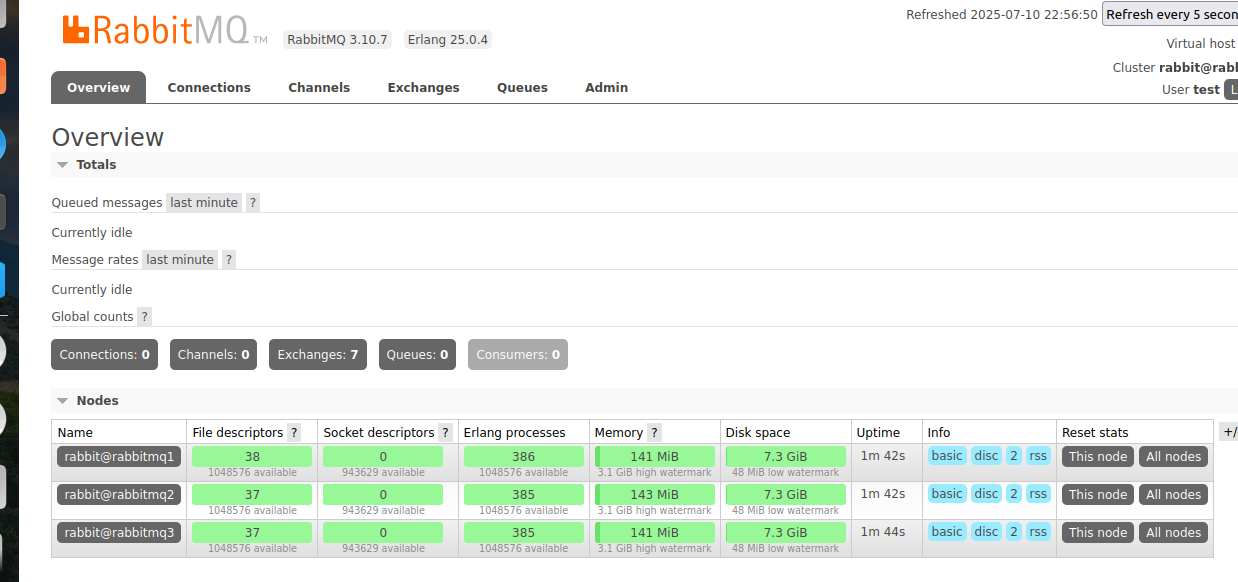 Refreshed 2025-07-10 22:56:50 Refresh every 5 secon
RabbitMQ TM RabbitMQ 3.10.7 Erlang 25.0.4
Virtual host
Cluster rabbit@rabb
User test L
Overview Connections Channels Exchanges Queues Admin
Overview
Totals
Queued messages last minute ?
Currently idle
Message rates last minute ?
Currently idle
Global counts ?
Connections: 0 Channels: 0 Exchanges: 7 Queues: 0 Consumers: 0
Nodes
Name File descriptors ? Socket descriptors ? Erlang processes Memory ? Disk space Uptime Info Reset stats +/
rabbit@rabbitmq1 38 0 386 141 MiB 7.3 GiB 1m 42s basic disc 2 rss This node All nodes
1048576 available 943629 available 1048576 available 3.1 GiB high watermark 48 MiB low watermark
rabbit@rabbitmq2 37 0 385 143 MiB 7.3 GiB 1m 42s basic disc 2 rss This node All nodes
1048576 available 943629 available 1048576 available 3.1 GiB high watermark 48 MiB low watermark
rabbit@rabbitmq3 37 0 385 141 MiB 7.3 GiB 1m 44s basic disc 2 rss This node All nodes
1048576 available 943629 available 1048576 available 3.1 GiB high watermark 48 MiB low watermark